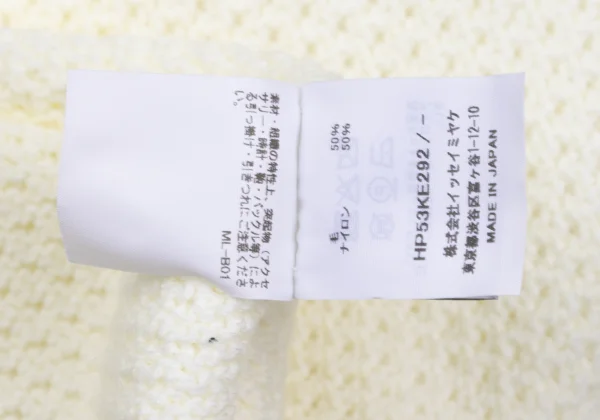 毛 50%
ナイロン 50%
HP53KE292 / -
株式会社イッセイミヤケ
東京都渋谷区富ヶ谷1-12-10
MADE IN JAPAN
素材・組織の特性上、突起物（アクセ
サリー・時計・鞄・バックル等）によ
る引っ掛け・引きつれにご注意くださ
い。
ML-B01